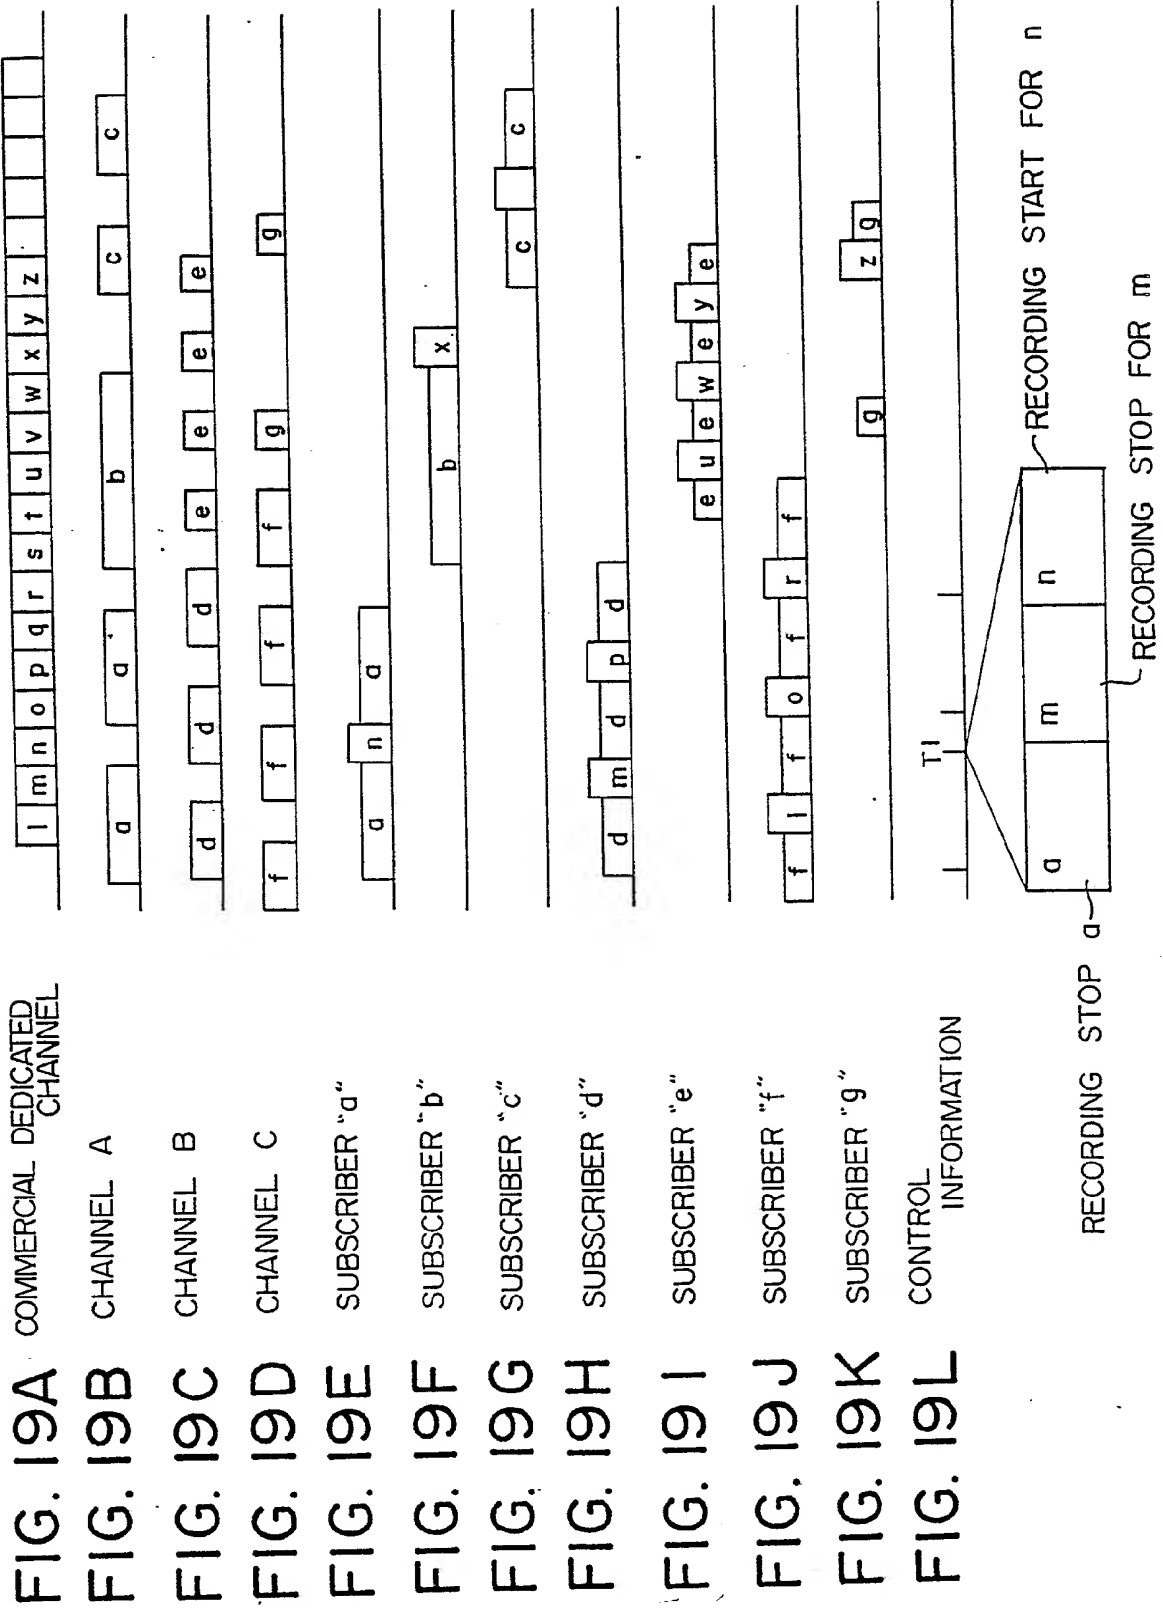 FIG. 19A COMMERCIAL DEDICATED CHANNEL
l m n o p q r s t u v w x y z
FIG. 19B CHANNEL A
a a b c c
FIG. 19C CHANNEL B
d d d e e e e
FIG. 19D CHANNEL C
f f f f g g
FIG. 19E SUBSCRIBER "a"
a n a
FIG. 19F SUBSCRIBER "b"
b x
FIG. 19G SUBSCRIBER "c"
c c
FIG. 19H SUBSCRIBER "d"
d m d p d
FIG. 19I SUBSCRIBER "e"
e u e w e y e
FIG. 19J SUBSCRIBER "f"
f l f o f r f
FIG. 19K SUBSCRIBER "g"
g z g
FIG. 19L CONTROL INFORMATION
T1
a m n
RECORDING START FOR n
RECORDING STOP a
RECORDING STOP FOR m